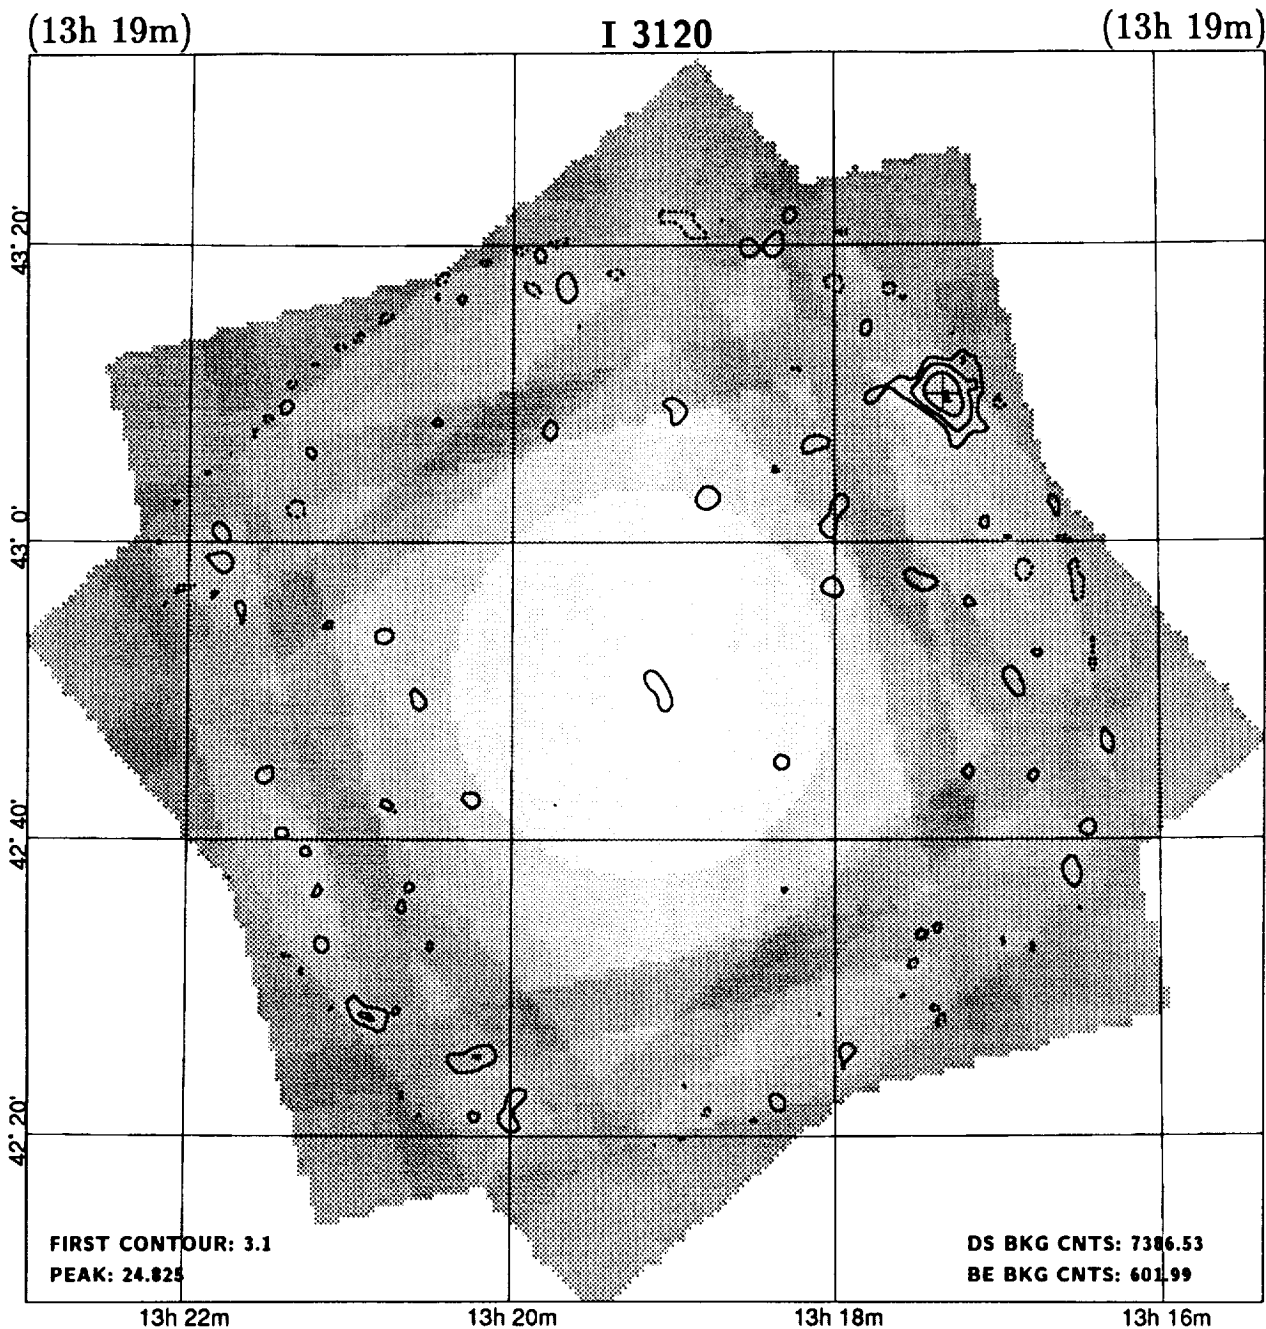 (13h 19m)
I 3120
(13h 19m)
43° 20'
43° 0'
42° 40'
42° 20'
FIRST CONTOUR: 3.1
PEAK: 24.825
DS BKG CNTS: 7386.53
BE BKG CNTS: 601.99
13h 22m
13h 20m
13h 18m
13h 16m